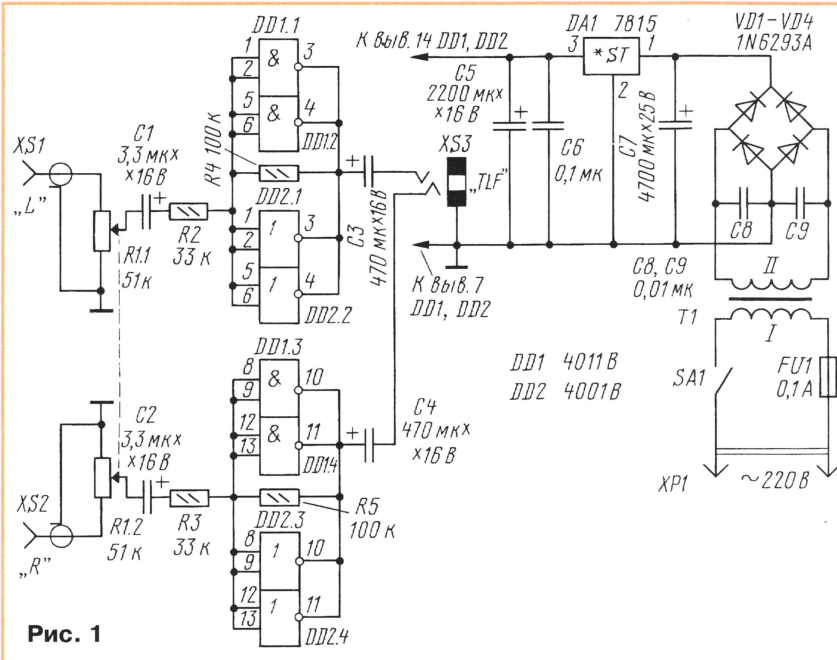 DD1.1
1
2
&
3
5
6
&
4
DD1.2
R4 100 к
DD2.1
1
2
1
3
5
6
1
4
DD2.2
XS1
„L"
R1.1
51 к
C1
3,3 мк×
×16 В
+
R2
33 к
+
C3
470 мк×16 В
XS3
„TLF"
К выв. 14 DD1, DD2
К выв. 7
DD1, DD2
C5
2200 мк×
×16 В
+
C6
0,1 мк
DA1 7815
3
*ST
1
2
C7
4700 мк×25 В
+
VD1-VD4
1N6293A
C8
C9
C8, C9
0,01 мк
II
T1
I
SA1
FU1
0,1 А
XP1
~220 В
DD1 4011В
DD2 4001В
DD1.3
8
9
&
10
12
13
&
11
DD1.4
R5
100 к
DD2.3
8
9
1
10
12
13
1
11
DD2.4
C2
3,3 мк×
×16 В
+
XS2
„R"
R1.2
51 к
R3
33 к
+
C4
470 мк×
×16 В
Рис. 1